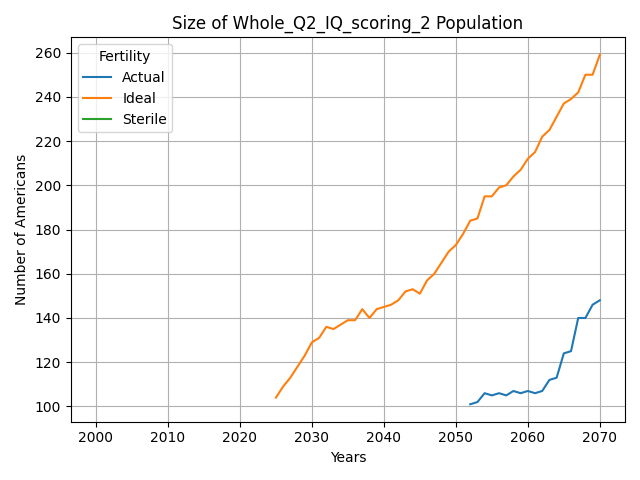 Size of Whole_Q2_IQ_scoring_2 Population
Fertility
Actual
Ideal
Sterile
Number of Americans
260
240
220
200
180
160
140
120
100
2000 2010 2020 2030 2040 2050 2060 2070
Years